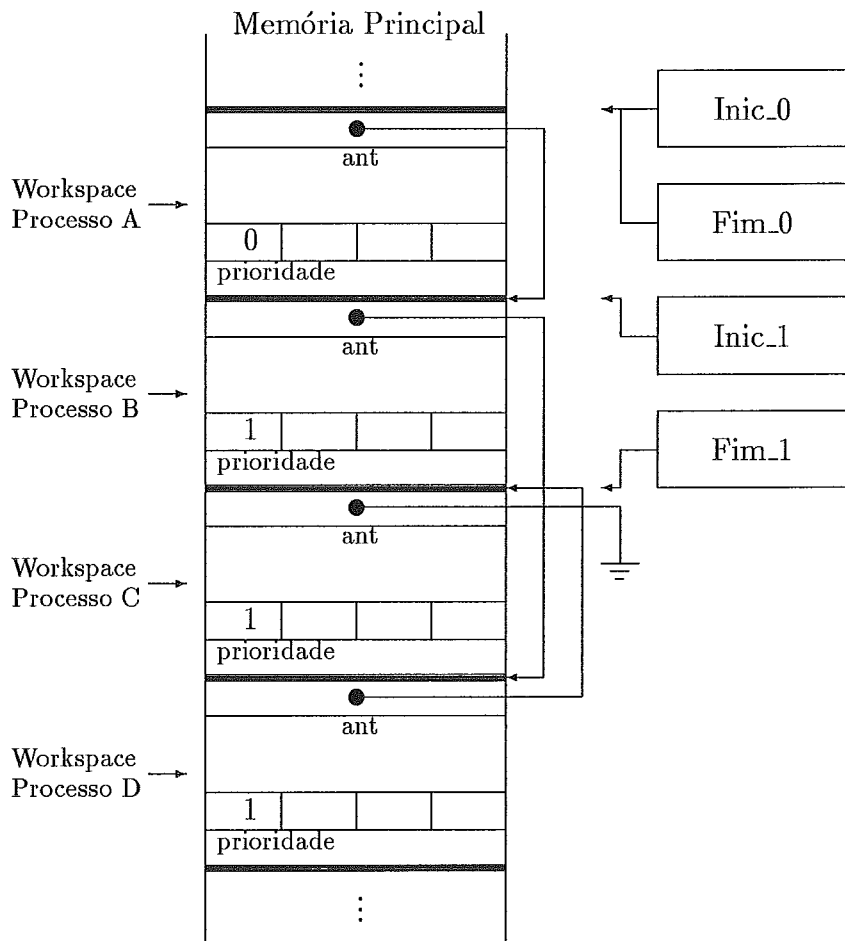 Memória Principal
Inic_0
ant
Workspace
Processo A
Fim_0
0
prioridade
Inic_1
ant
Workspace
Processo B
1
Fim_1
prioridade
ant
Workspace
Processo C
1
prioridade
ant
Workspace
Processo D
1
prioridade